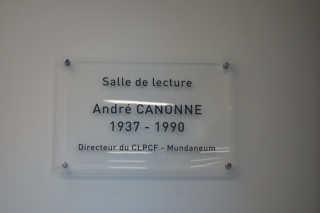 Salle de lecture
André CANONNE
1937 - 1990
Directeur du CLPCF - Mundaneum